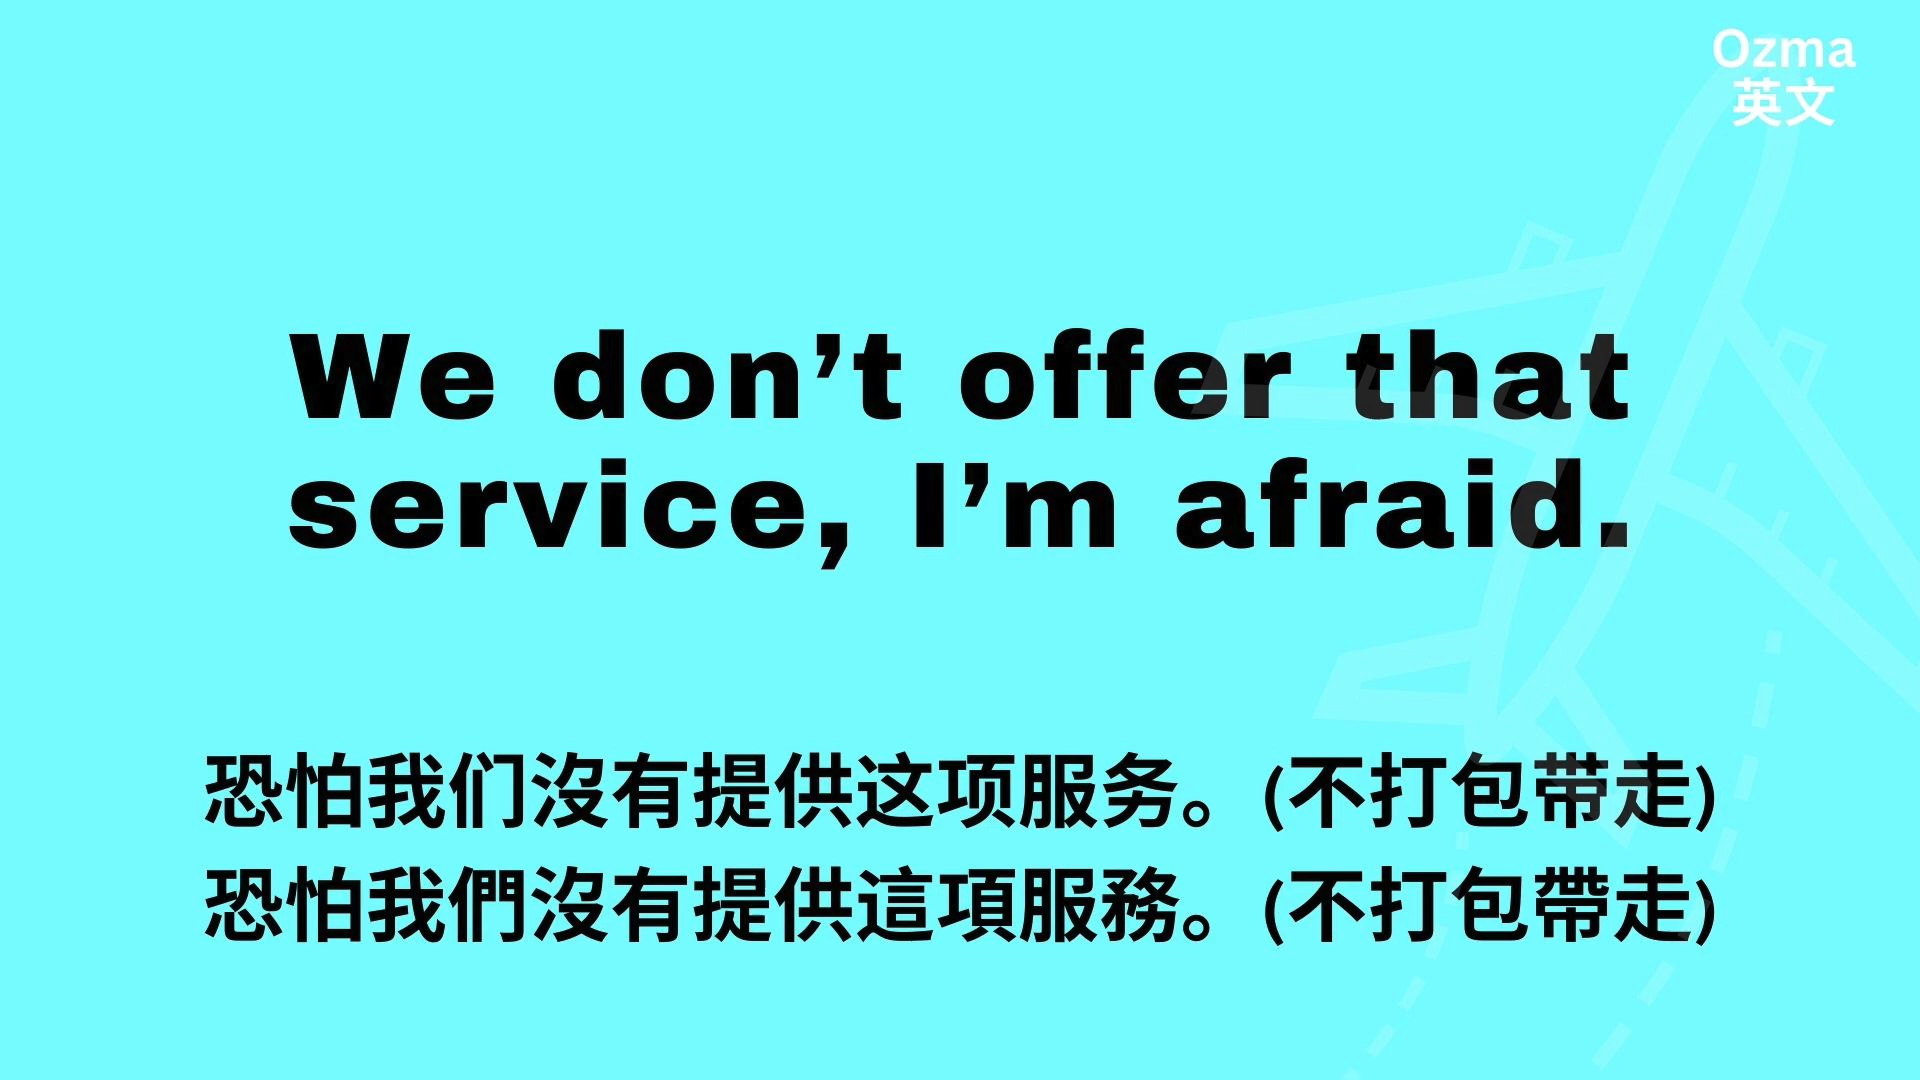 Ozma
英文
We don’t offer that
service, I’m afraid.
恐怕我们沒有提供这项服务。(不打包带走)
恐怕我們沒有提供這項服務。(不打包帶走)